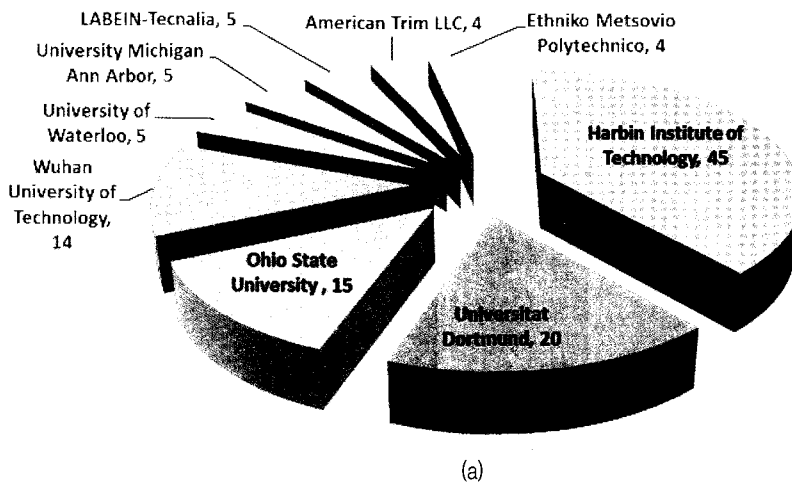 LABEIN-Tecnalia, 5
American Trim LLC, 4
Ethniko Metsovio
Polytechnico, 4
University Michigan
Ann Arbor, 5
University of
Waterloo, 5
Wuhan
University of
Technology,
14
Harbin Institute of
Technology, 45
Ohio State
University , 15
Universitat
Dortmund, 20
(a)